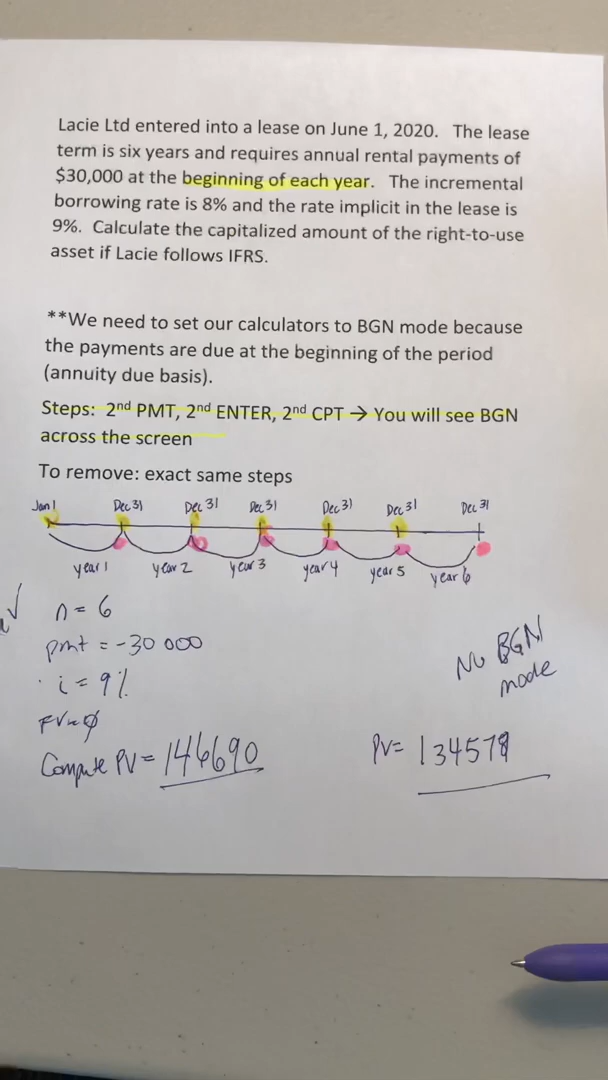 Lacie Ltd entered into a lease on June 1, 2020. The lease
term is six years and requires annual rental payments of
$30,000 at the beginning of each year. The incremental
borrowing rate is 8% and the rate implicit in the lease is
9%. Calculate the capitalized amount of the right-to-use
asset if Lacie follows IFRS.
**We need to set our calculators to BGN mode because
the payments are due at the beginning of the period
(annuity due basis).
Steps: 2nd PMT, 2nd ENTER, 2nd CPT → You will see BGN
across the screen
To remove: exact same steps
Jan 1 Dec 31 Dec 31 Dec 31 Dec 31 Dec 31 Dec 31
year 1 year 2 year 3 year 4 year 5 year 6
n = 6
pmt = -30 000
i = 9%
FV = ∅
Compute PV = 146690
No BGN
mode
PV = 134578